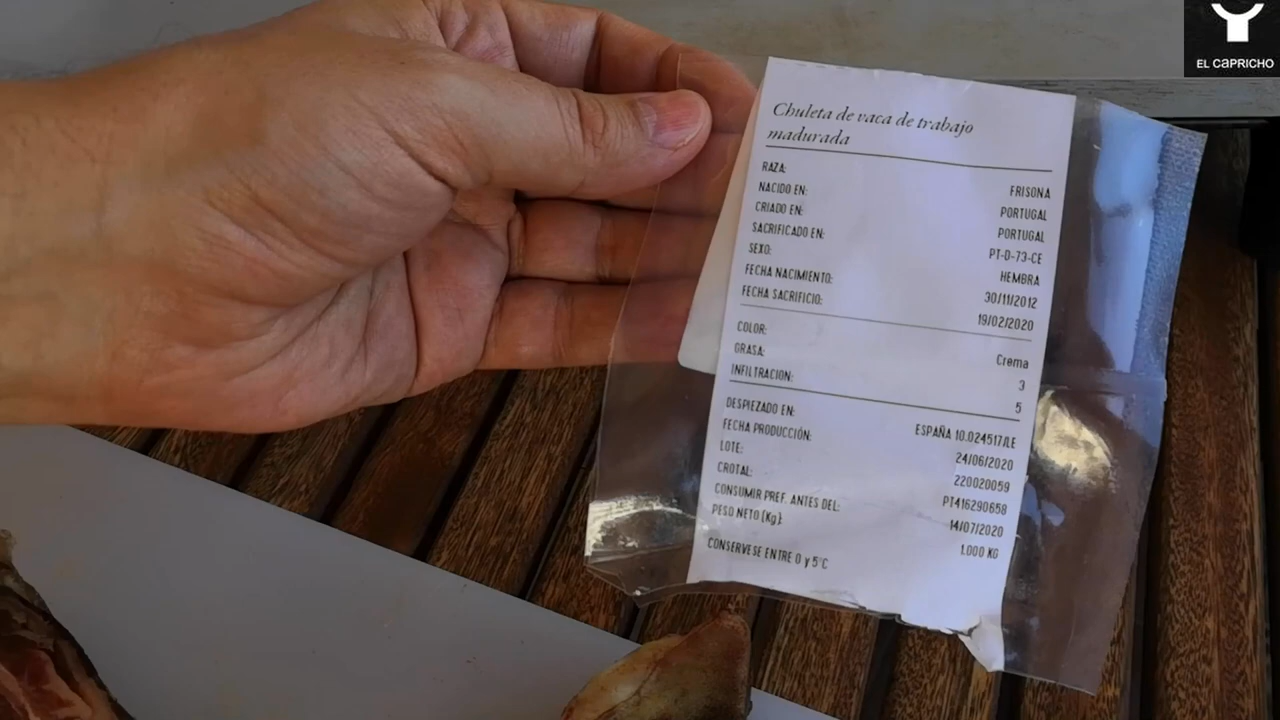 EL CAPRICHO
Chuleta de vaca de trabajo
madurada
RAZA: FRISONA
NACIDO EN: PORTUGAL
CRIADO EN: PORTUGAL
SACRIFICADO EN: PT-D-73-CE
SEXO: HEMBRA
FECHA NACIMIENTO: 30/11/2012
FECHA SACRIFICIO: 19/02/2020
COLOR: Crema
GRASA: 3
INFILTRACION: 5
DESPIEZADO EN: ESPAÑA 10.024517/LE
FECHA PRODUCCIÓN: 24/06/2020
LOTE: 220020059
CROTAL: PT416290658
CONSUMIR PREF. ANTES DEL: 14/07/2020
PESO NETO (Kg): 1.000 KG
CONSERVESE ENTRE 0 y 5°C